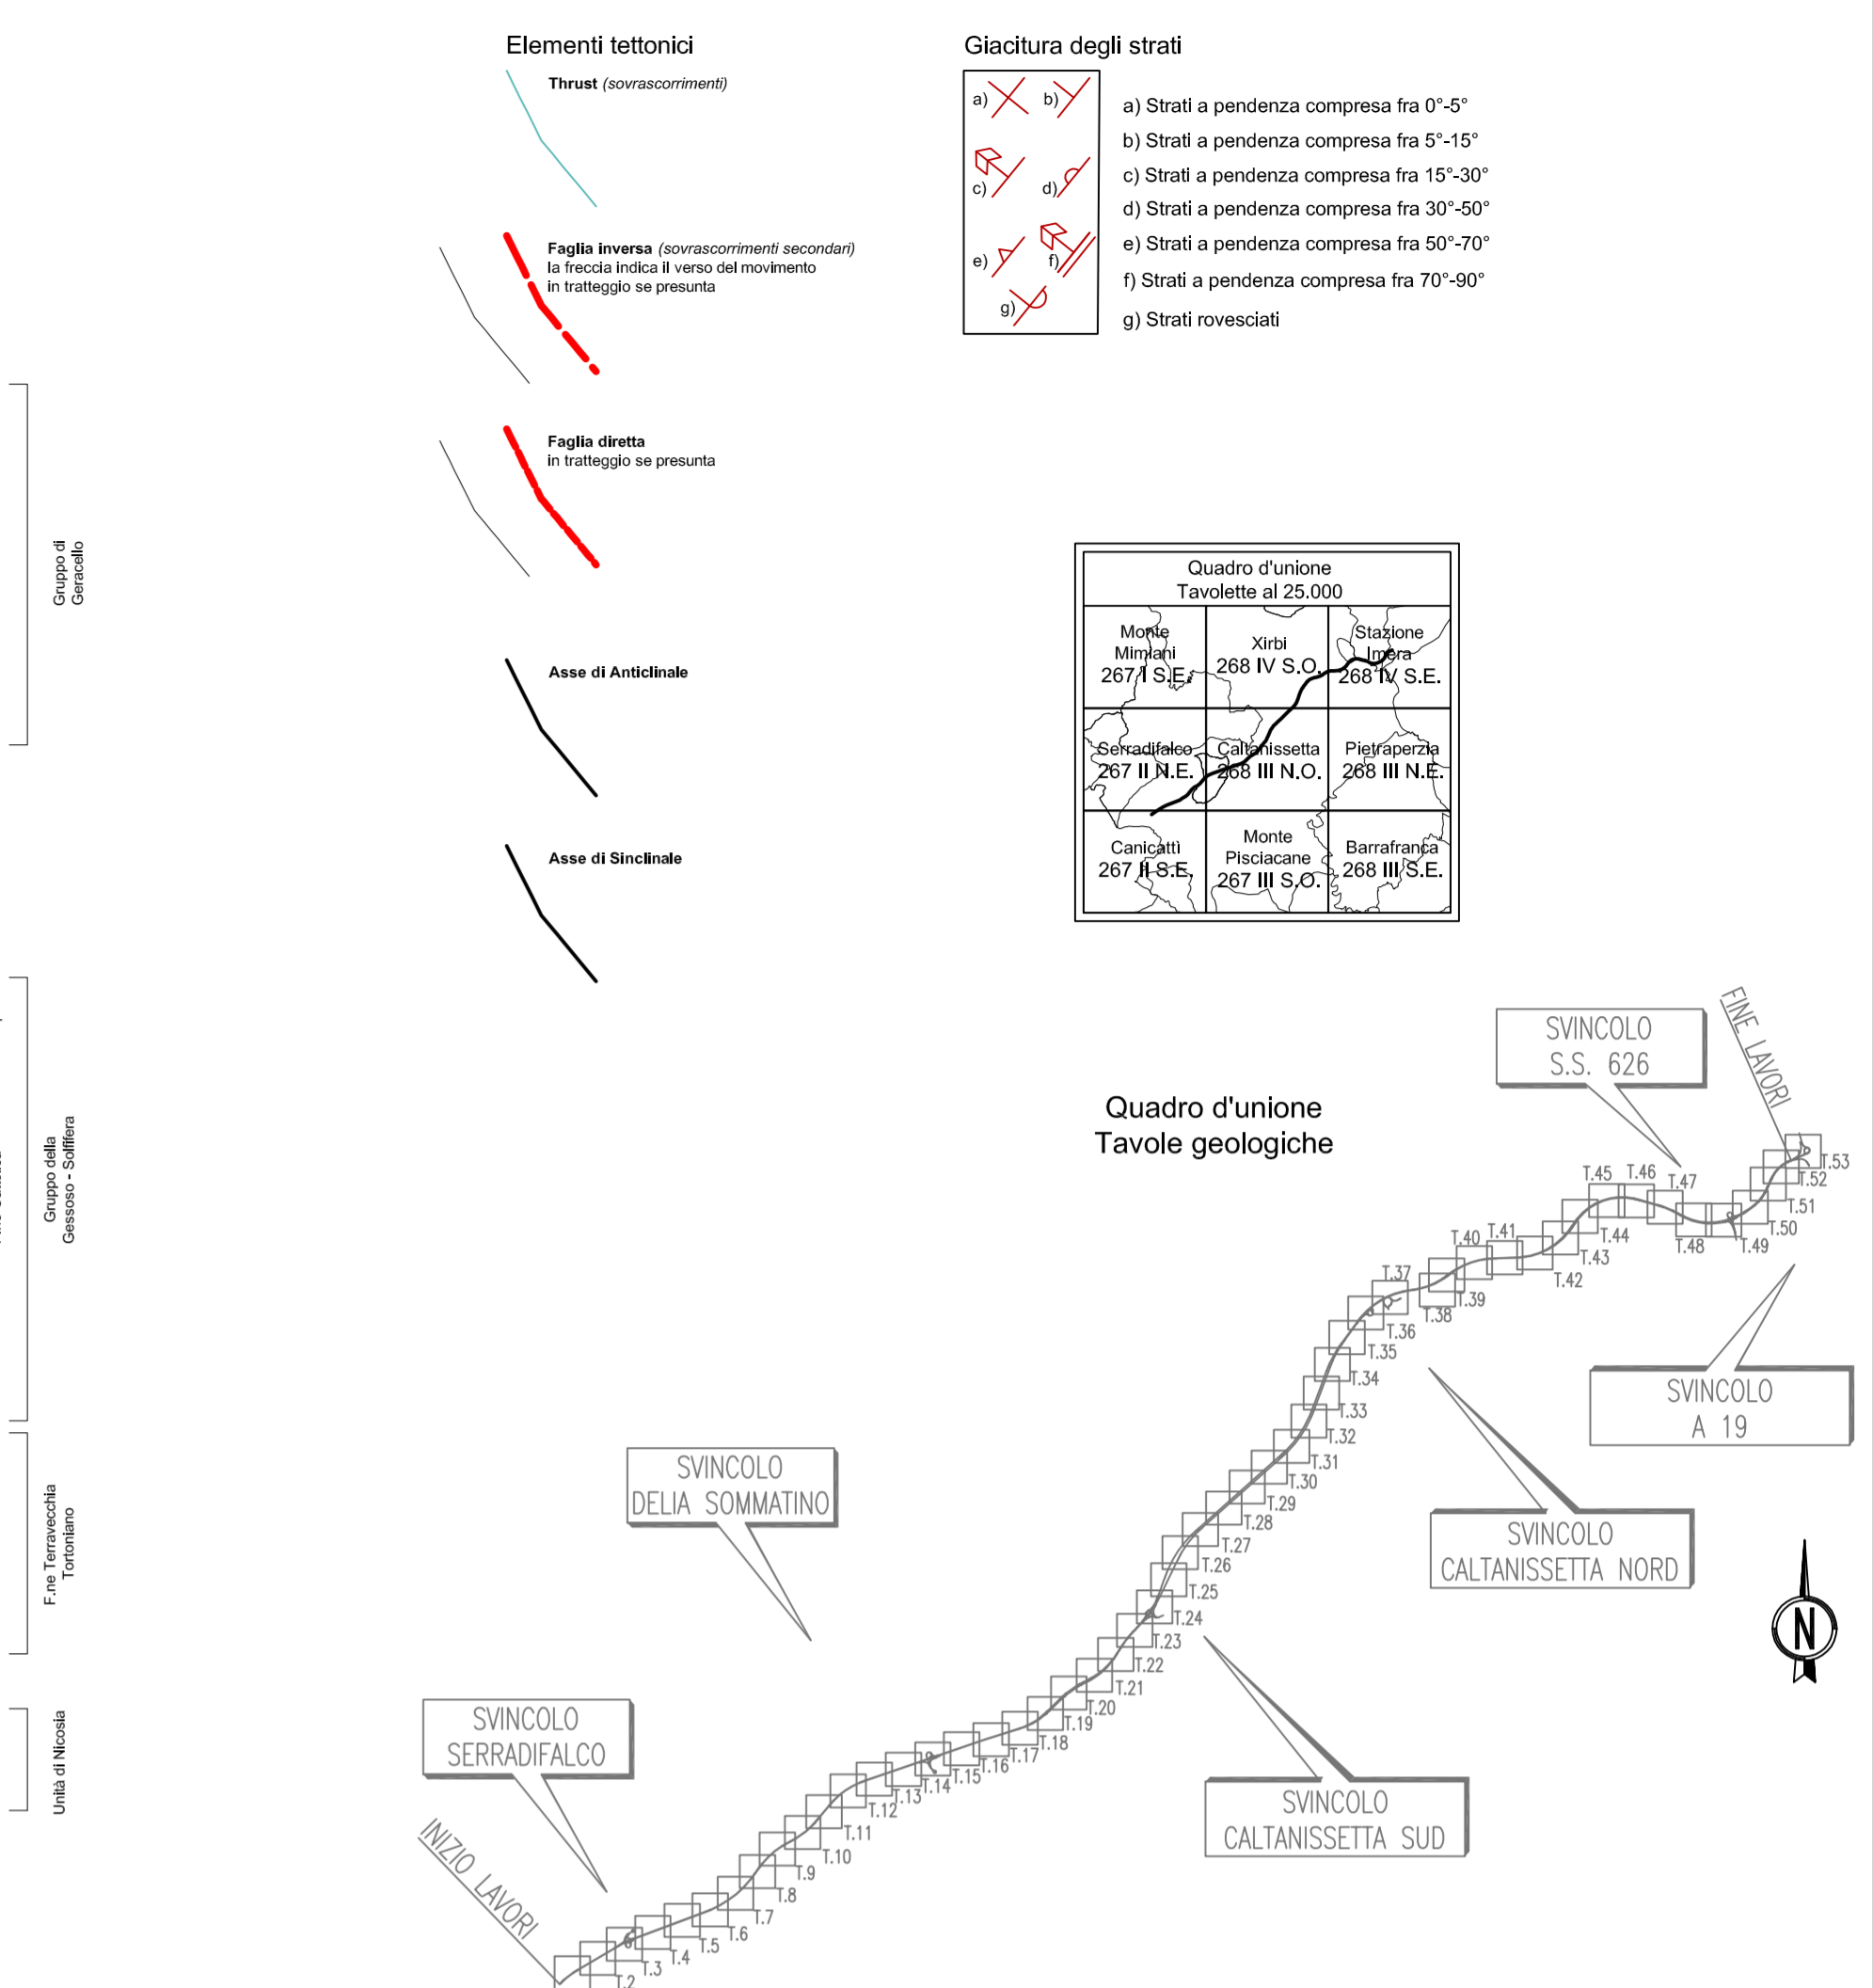 Elementi tettonici
Thrust (sovrascorrimenti)
Faglia inversa (sovrascorrimenti secondari)
la freccia indica il verso del movimento
in tratteggio se presunta
Faglia diretta
in tratteggio se presunta
Asse di Anticlinale
Asse di Sinclinale
Giacitura degli strati
a)
b)
c)
d)
e)
f)
g)
a) Strati a pendenza compresa fra 0°-5°
b) Strati a pendenza compresa fra 5°-15°
c) Strati a pendenza compresa fra 15°-30°
d) Strati a pendenza compresa fra 30°-50°
e) Strati a pendenza compresa fra 50°-70°
f) Strati a pendenza compresa fra 70°-90°
g) Strati rovesciati
Gruppo di
Geracello
Gruppo della
Gessoso - Solfifera
F.ne Terravecchia
Tortoniano
Unità di Nicosia
Quadro d'unione
Tavolette al 25.000
Monte
Mimiani
267 I S.E.
Xirbi
268 IV S.O.
Stazione
Imera
268 IV S.E.
Serradifalco
267 II N.E.
Caltanissetta
268 III N.O.
Pietraperzia
268 III N.E.
Canicattì
267 II S.E.
Monte
Pisciacane
267 III S.O.
Barrafranca
268 III S.E.
Quadro d'unione
Tavole geologiche
SVINCOLO
S.S. 626
FINE LAVORI
SVINCOLO
A 19
SVINCOLO
CALTANISSETTA NORD
SVINCOLO
DELIA SOMMATINO
SVINCOLO
SERRADIFALCO
SVINCOLO
CALTANISSETTA SUD
INIZIO LAVORI
N
T.53
T.52
T.51
T.50
T.49
T.48
T.47
T.46
T.45
T.44
T.43
T.42
T.41
T.40
T.39
T.38
T.37
T.36
T.35
T.34
T.33
T.32
T.31
T.30
T.29
T.28
T.27
T.26
T.25
T.24
T.23
T.22
T.21
T.20
T.19
T.18
T.17
T.16
T.15
T.14
T.13
T.12
T.11
T.10
T.9
T.8
T.7
T.6
T.5
T.4
T.3
T.2